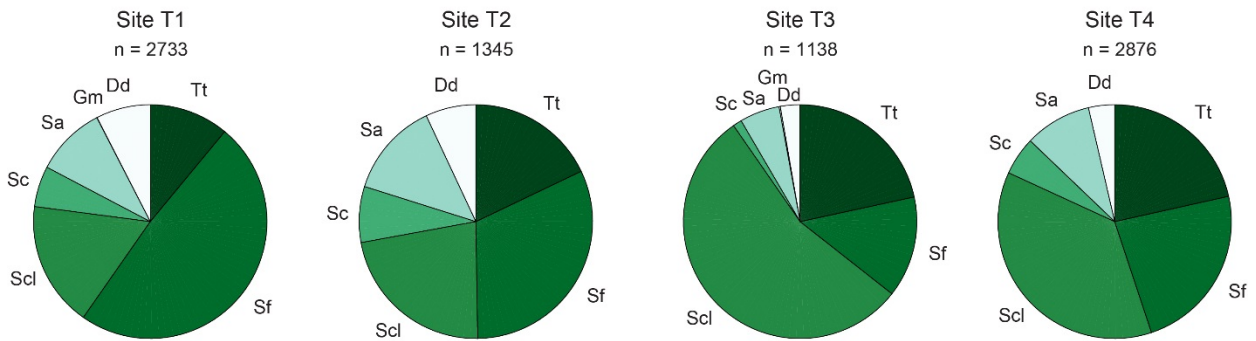 Site T1
n = 2733
Dd
Tt
Gm
Sa
Sc
Scl
Sf
Site T2
n = 1345
Dd
Tt
Sa
Sc
Scl
Sf
Site T3
n = 1138
Gm
Dd
Sa
Sc
Tt
Sf
Scl
Site T4
n = 2876
Dd
Tt
Sa
Sc
Sf
Scl